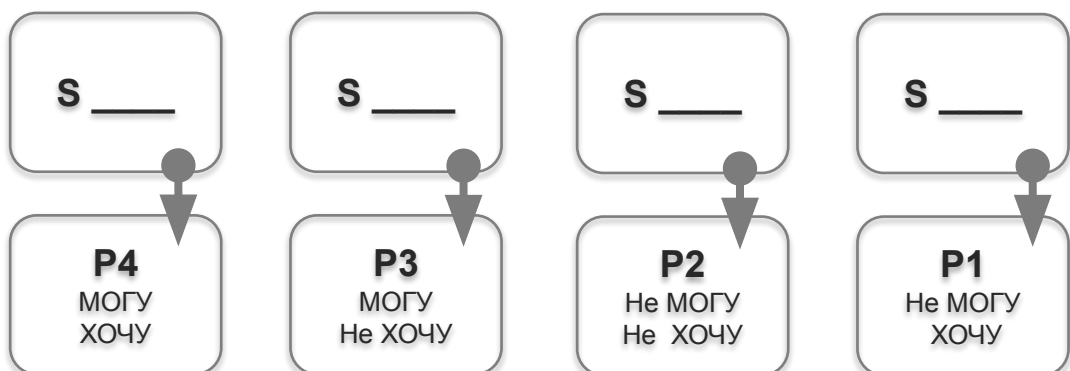 S ____
S ____
S ____
S ____
P4
МОГУ
ХОЧУ
P3
МОГУ
Не ХОЧУ
P2
Не МОГУ
Не ХОЧУ
P1
Не МОГУ
ХОЧУ